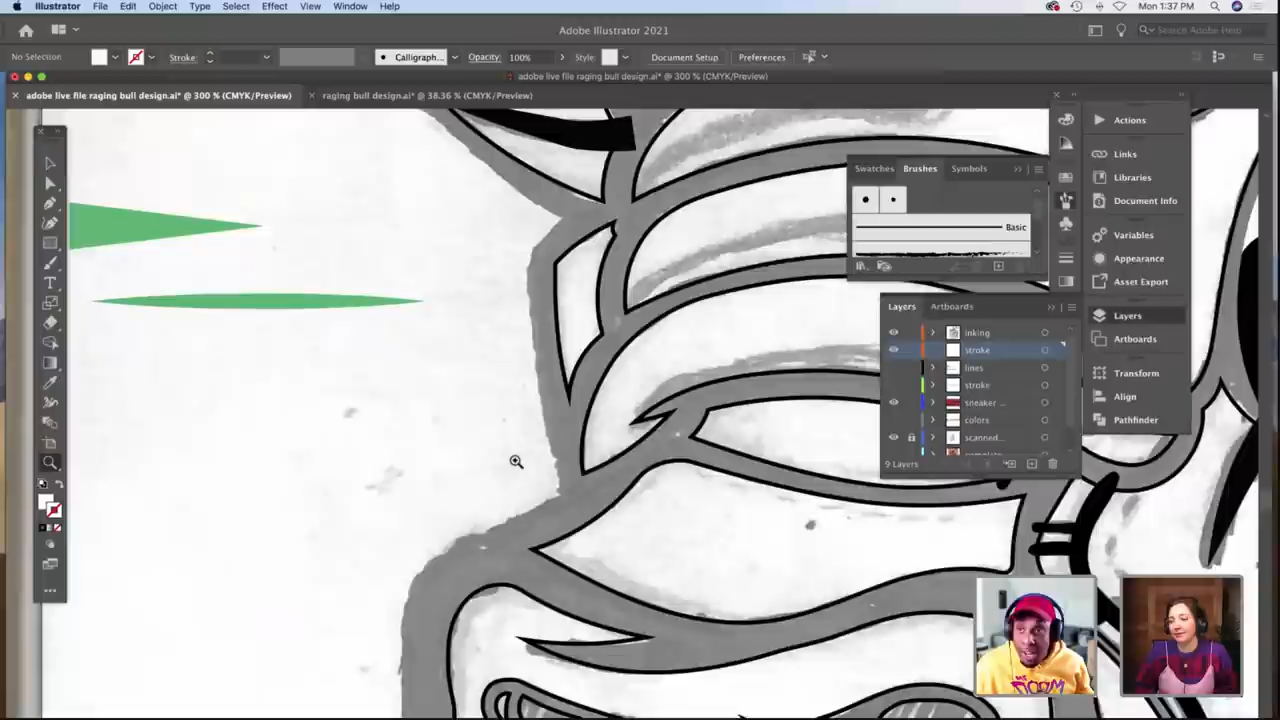 Illustrator File Edit Object Type Select Effect View Window Help Mon 1:37 PM
Adobe Illustrator 2021 Search Adobe Help
No Selection Stroke: Calligraph... Opacity: 100% Style: Document Setup Preferences
adobe live file raging bull design.ai* @ 300 % (CMYK/Preview)
adobe live file raging bull design.ai* @ 300 % (CMYK/Preview) raging bull design.ai* @ 38.36 % (CMYK/Preview)
Actions
Links
Libraries
Document Info
Variables
Appearance
Asset Export
Layers
Artboards
Transform
Align
Pathfinder
Swatches Brushes Symbols
Basic
Layers Artboards
inking
stroke
lines
stroke
sneaker ...
colors
scanned...
9 Layers
DOOM